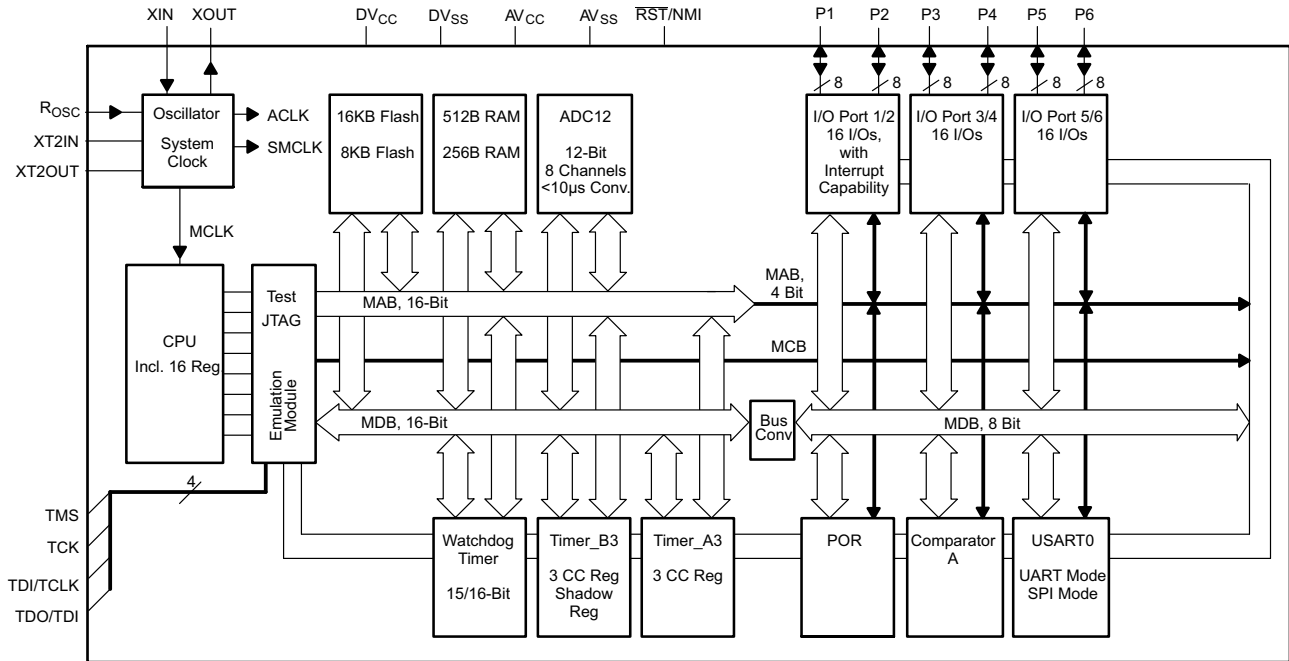 XIN
XOUT
DVCC
DVSS
AVCC
AVSS
RST/NMI
P1
P2
P3
P4
P5
P6
8
8
8
8
8
8
ROSC
XT2IN
XT2OUT
Oscillator
System
Clock
ACLK
SMCLK
MCLK
16KB Flash
8KB Flash
512B RAM
256B RAM
ADC12
12-Bit
8 Channels
<10µs Conv.
I/O Port 1/2
16 I/Os,
with
Interrupt
Capability
I/O Port 3/4
16 I/Os
I/O Port 5/6
16 I/Os
CPU
Incl. 16 Reg.
Test
JTAG
Emulation
Module
MAB, 16-Bit
MAB,
4 Bit
MCB
MDB, 16-Bit
Bus
Conv
MDB, 8 Bit
4
TMS
TCK
TDI/TCLK
TDO/TDI
Watchdog
Timer
15/16-Bit
Timer_B3
3 CC Reg
Shadow
Reg
Timer_A3
3 CC Reg
POR
Comparator
A
USART0
UART Mode
SPI Mode